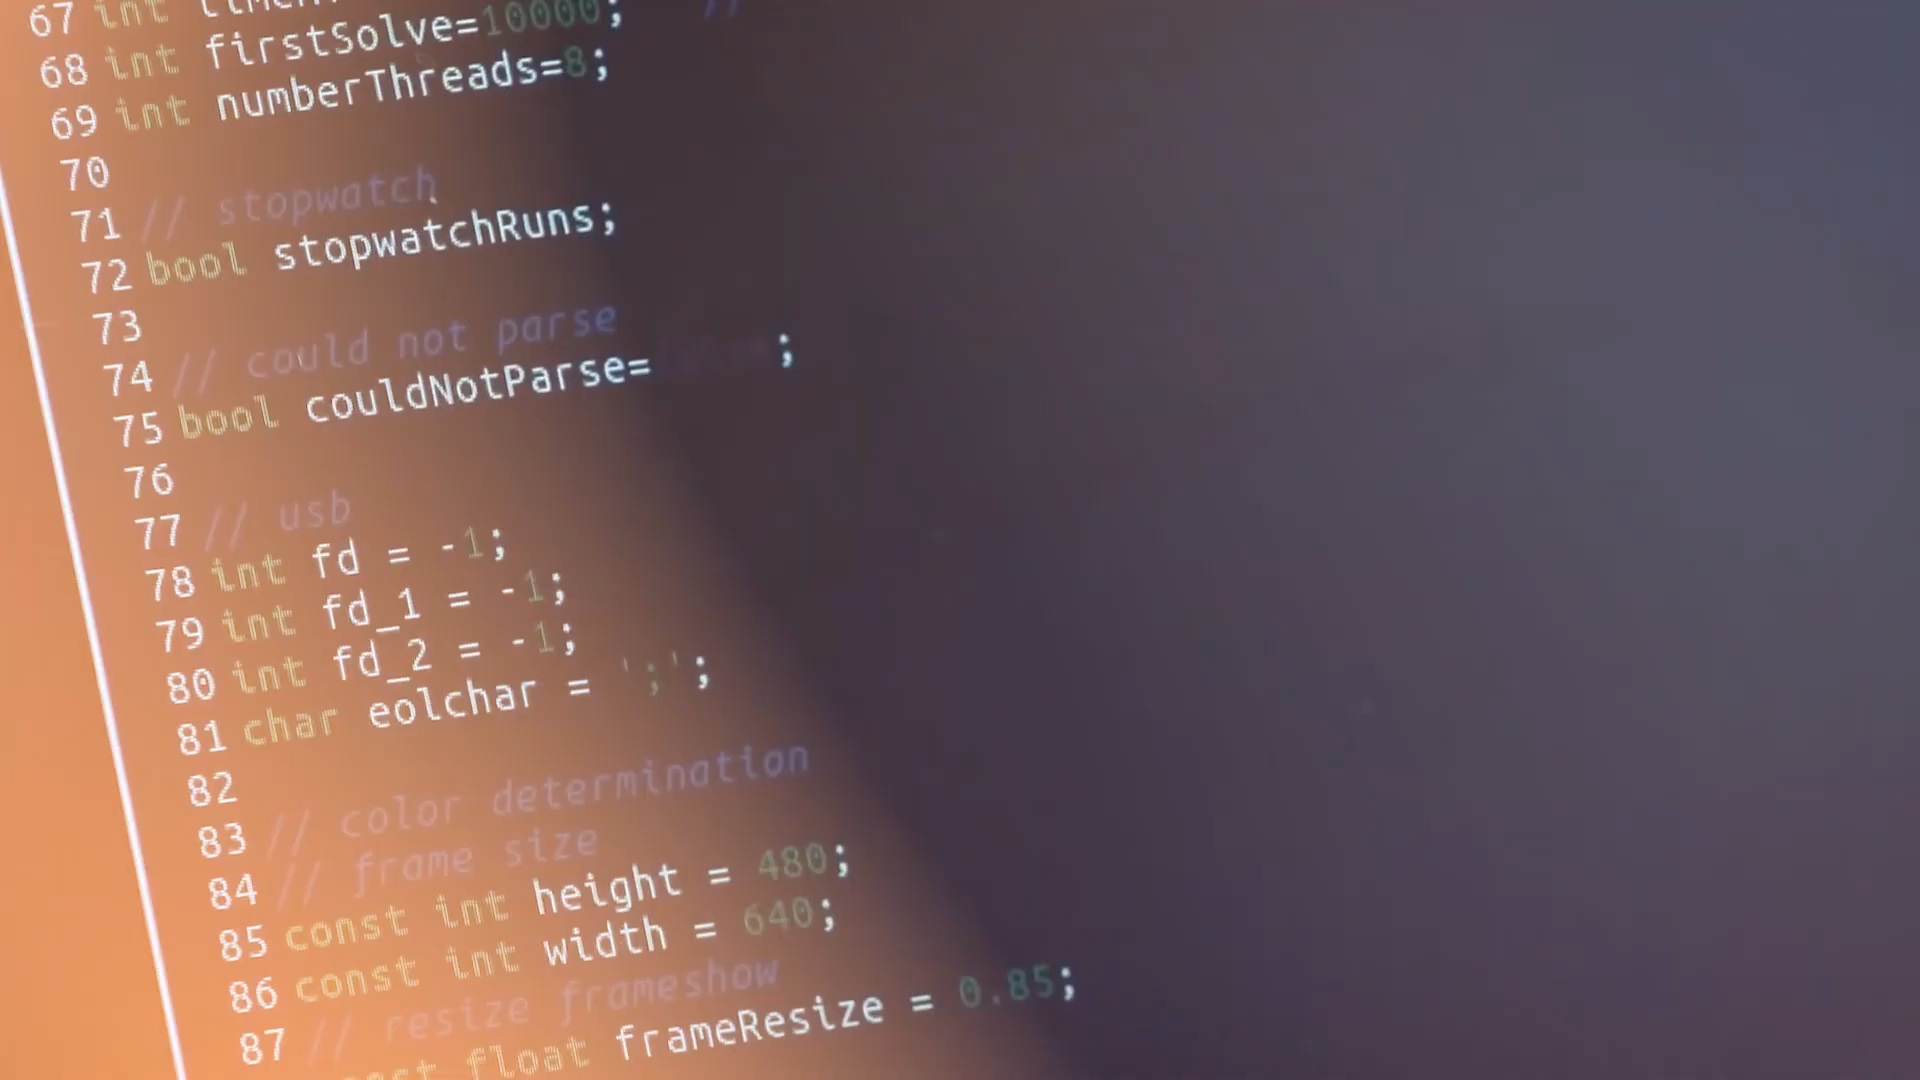 67 int
68 int firstSolve=10000; //
69 int numberThreads=8;
70
71 // stopwatch
72 bool stopwatchRuns;
73
74 // could not parse
75 bool couldNotParse= ;
76
77 // usb
78 int fd = -1;
79 int fd_1 = -1;
80 int fd_2 = -1;
81 char eolchar = ';';
82
83 // color determination
84 // frame size
85 const int height = 480;
86 const int width = 640;
87 // resize frameshow
float frameResize = 0.85;